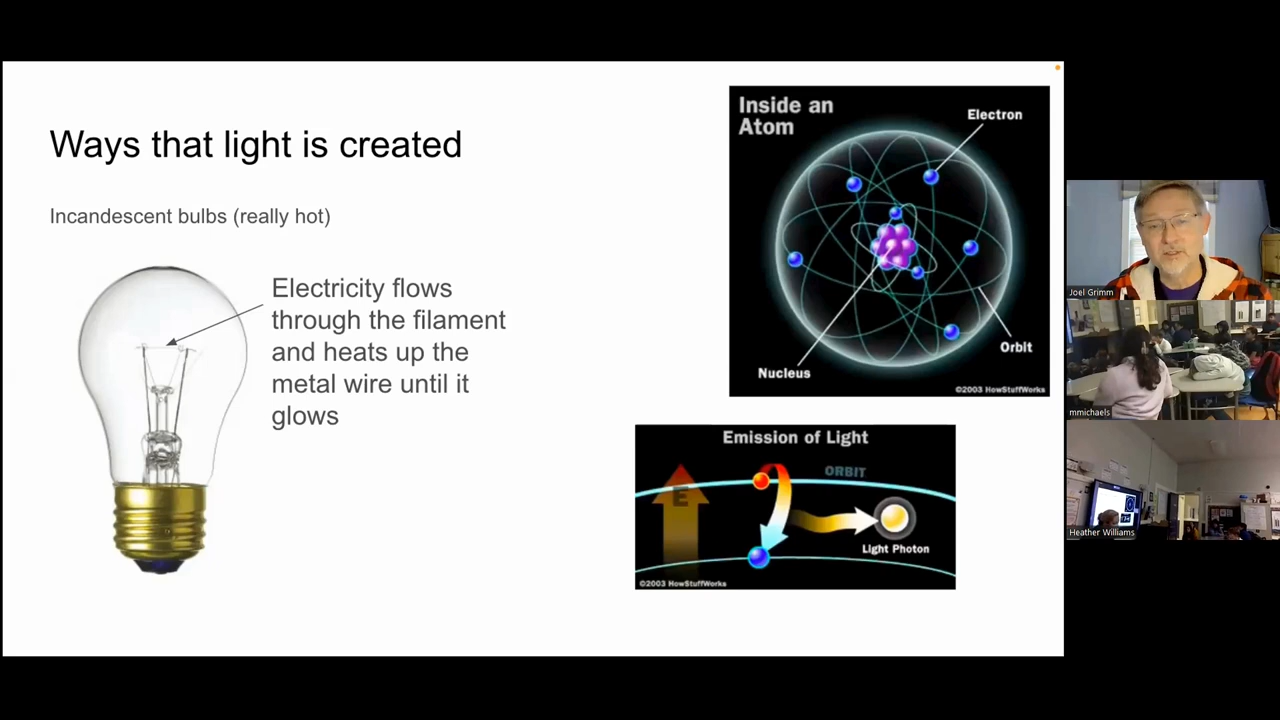 Ways that light is created
Incandescent bulbs (really hot)
Electricity flows
through the filament
and heats up the
metal wire until it
glows
Inside an
Atom
Electron
Orbit
Nucleus
©2003 HowStuffWorks
Emission of Light
ORBIT
E
Light Photon
©2003 HowStuffWorks
Joel Grimm
mmichaels
Heather Williams